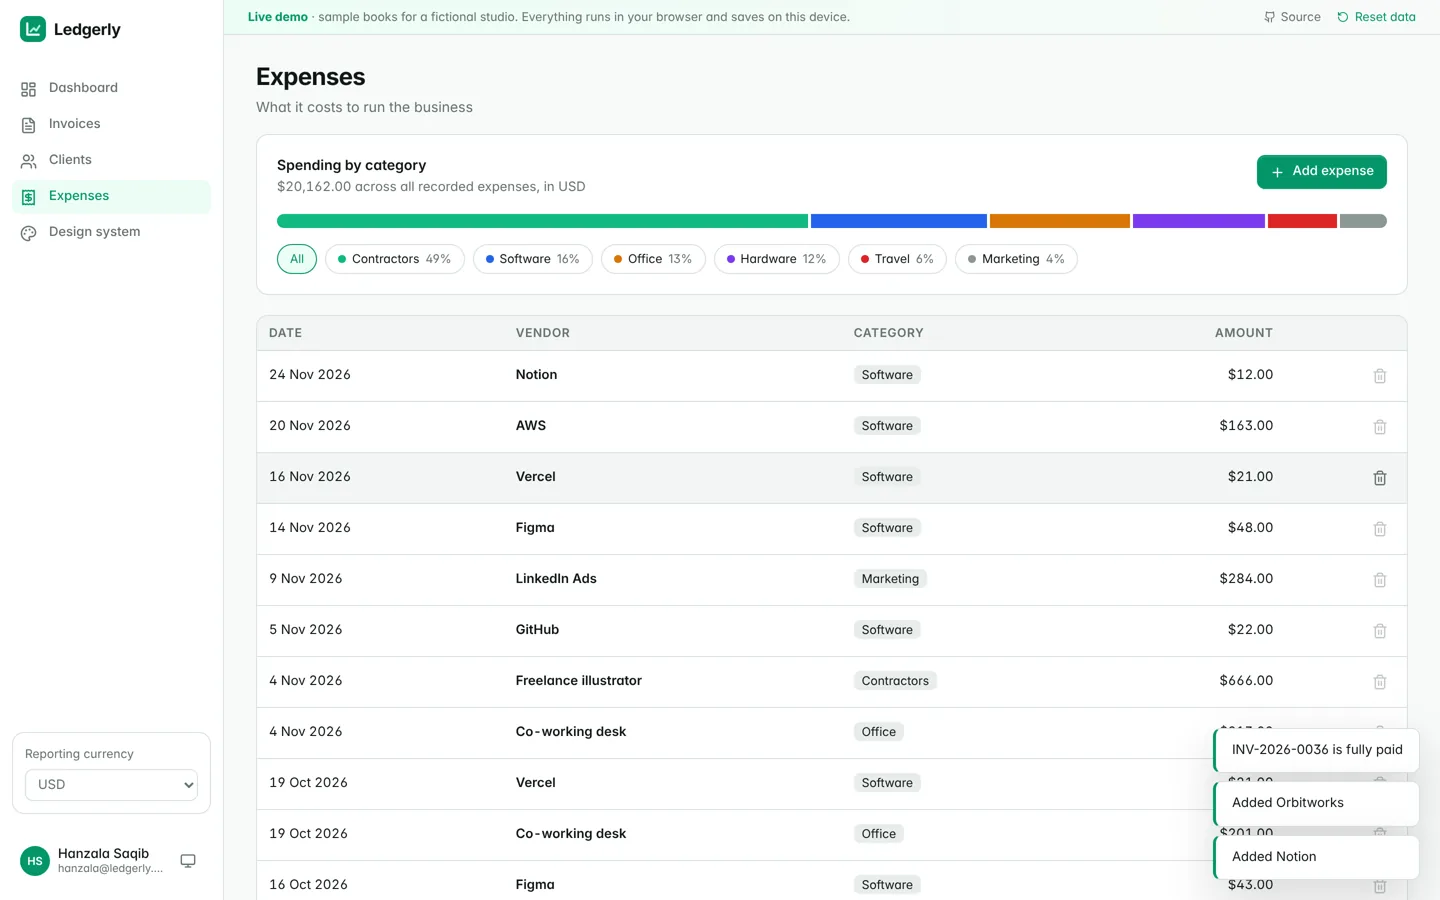 Ledgerly
Dashboard
Invoices
Clients
Expenses
Design system
Reporting currency
USD
HS
Hanzala Saqib
hanzala@ledgerly....
Live demo · sample books for a fictional studio. Everything runs in your browser and saves on this device.
Source
Reset data
Expenses
What it costs to run the business
Spending by category
$20,162.00 across all recorded expenses, in USD
+ Add expense
All
Contractors 49%
Software 16%
Office 13%
Hardware 12%
Travel 6%
Marketing 4%
DATE VENDOR CATEGORY AMOUNT
24 Nov 2026 Notion Software $12.00
20 Nov 2026 AWS Software $163.00
16 Nov 2026 Vercel Software $21.00
14 Nov 2026 Figma Software $48.00
9 Nov 2026 LinkedIn Ads Marketing $284.00
5 Nov 2026 GitHub Software $22.00
4 Nov 2026 Freelance illustrator Contractors $666.00
4 Nov 2026 Co-working desk Office
19 Oct 2026 Vercel Software
19 Oct 2026 Co-working desk Office $201.00
16 Oct 2026 Figma Software $43.00
INV-2026-0036 is fully paid
Added Orbitworks
Added Notion